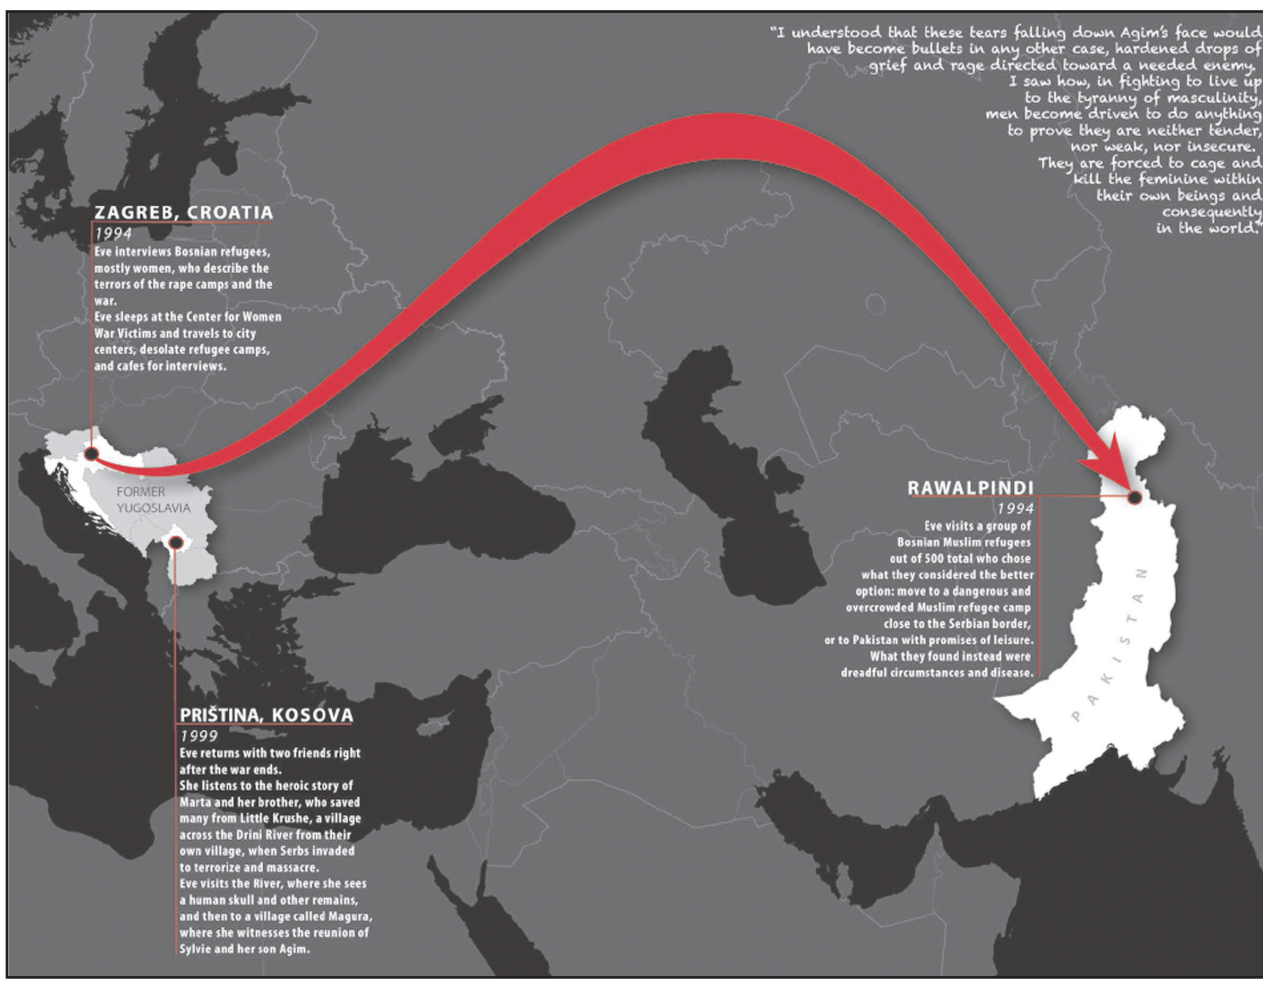 "I understood that these tears falling down Agim's face would
have become bullets in any other case, hardened drops of
grief and rage directed toward a needed enemy.
I saw how, in fighting to live up
to the tyranny of masculinity,
men become driven to do anything
to prove they are neither tender,
nor weak, nor insecure.
They are forced to cage and
kill the feminine within
their own beings and
consequently
in the world."
ZAGREB, CROATIA
1994
Eve interviews Bosnian refugees,
mostly women, who describe the
terrors of the rape camps and the
war.
Eve sleeps at the Center for Women
War Victims and travels to city
centers, desolate refugee camps,
and cafes for interviews.
FORMER
YUGOSLAVIA
RAWALPINDI
1994
Eve visits a group of
Bosnian Muslim refugees
out of 500 total who chose
what they considered the better
option: move to a dangerous and
overcrowded Muslim refugee camp
close to the Serbian border,
or to Pakistan with promises of leisure.
What they found instead were
dreadful circumstances and disease.
PAKISTAN
PRIŠTINA, KOSOVA
1999
Eve returns with two friends right
after the war ends.
She listens to the heroic story of
Marta and her brother, who saved
many from Little Krushe, a village
across the Drini River from their
own village, when Serbs invaded
to terrorize and massacre.
Eve visits the River, where she sees
a human skull and other remains,
and then to a village called Magura,
where she witnesses the reunion of
Sylvie and her son Agim.